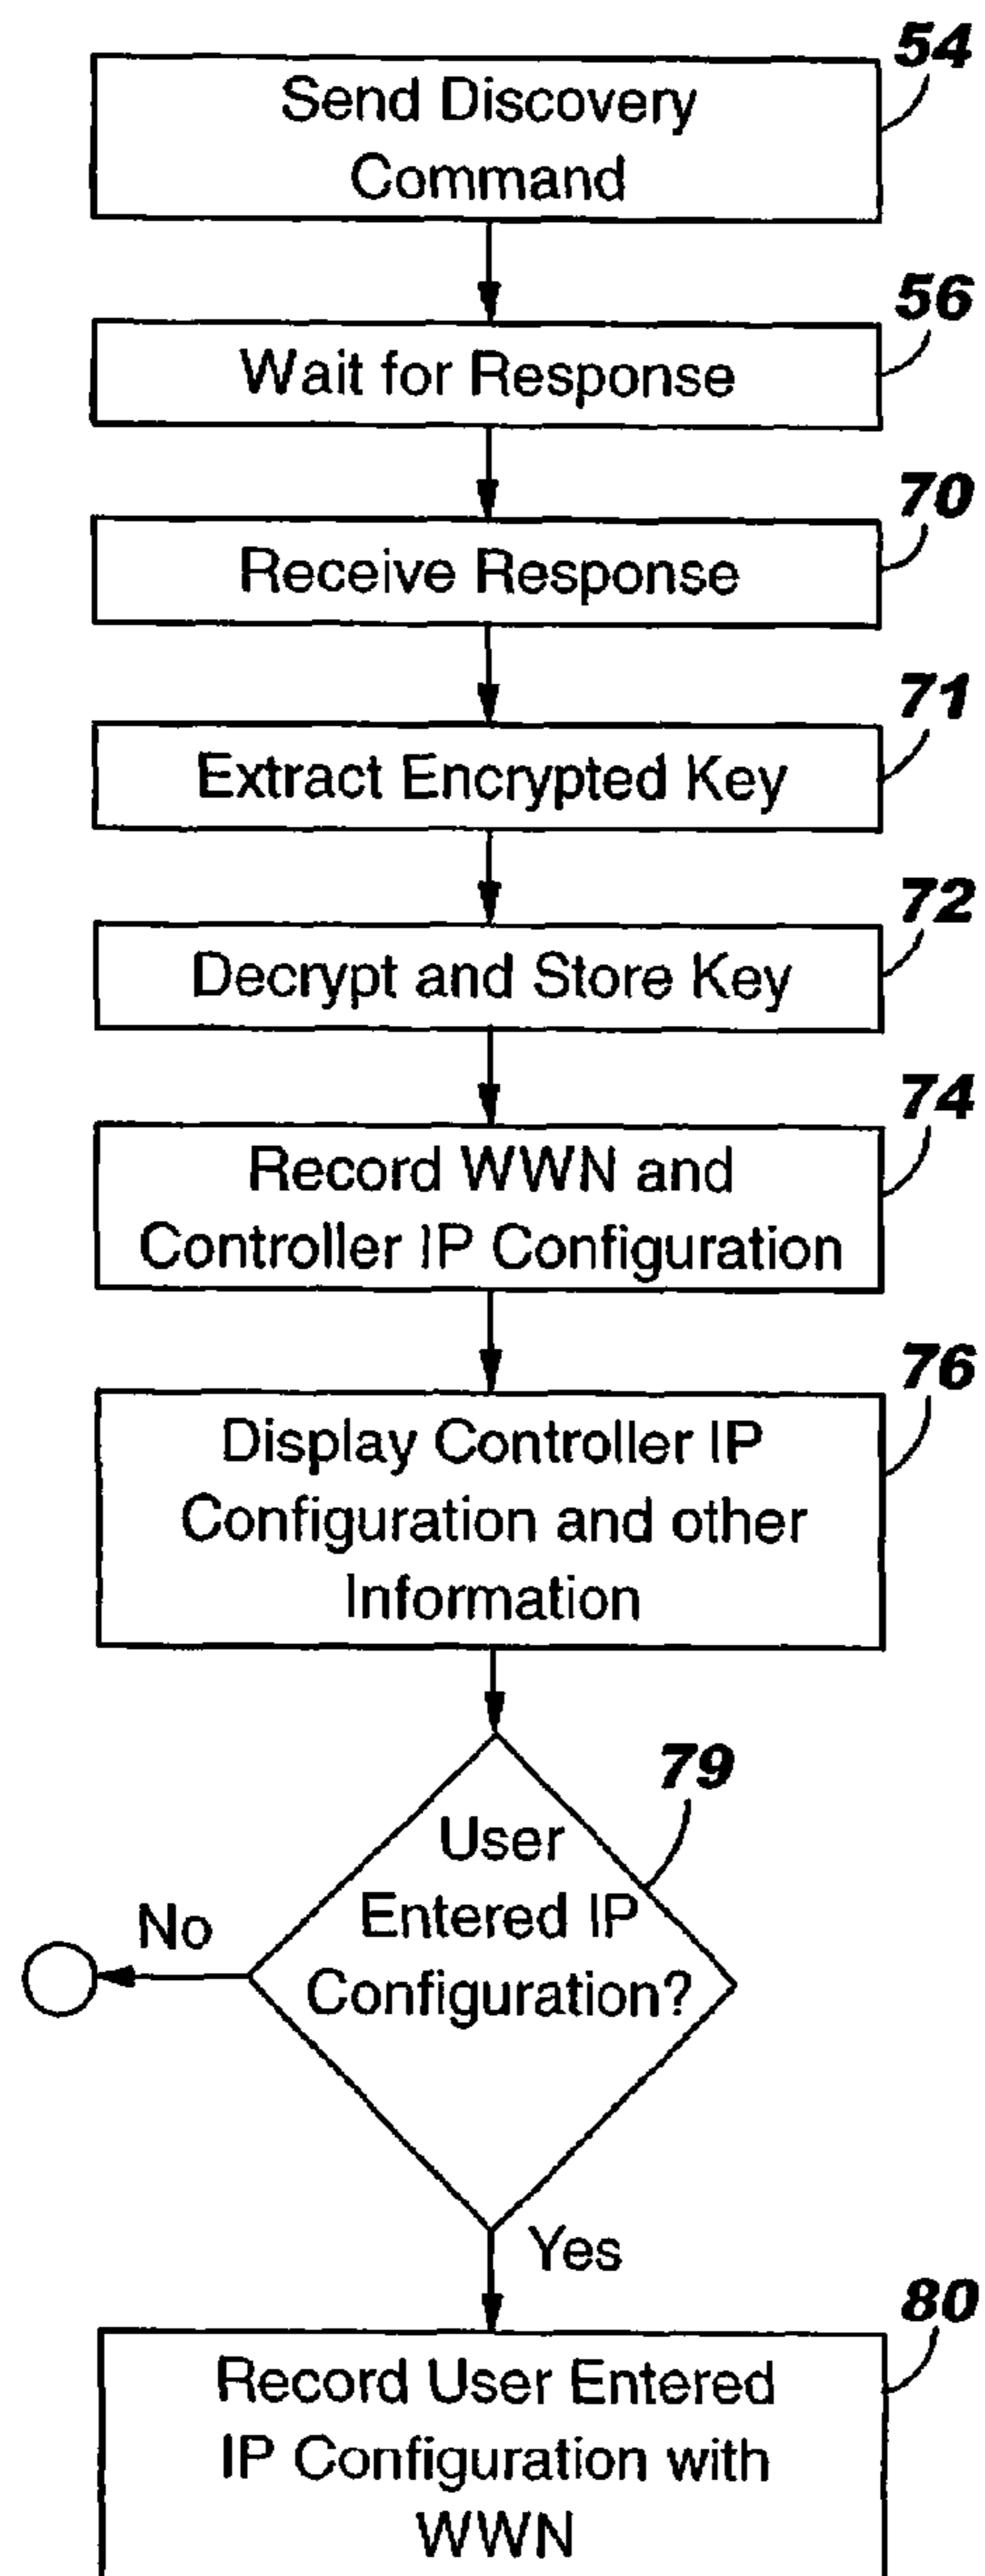 54
Send Discovery
Command
56
Wait for Response
70
Receive Response
71
Extract Encrypted Key
72
Decrypt and Store Key
74
Record WWN and
Controller IP Configuration
76
Display Controller IP
Configuration and other
Information
79
User
Entered IP
Configuration?
No
Yes
80
Record User Entered
IP Configuration with
WWN